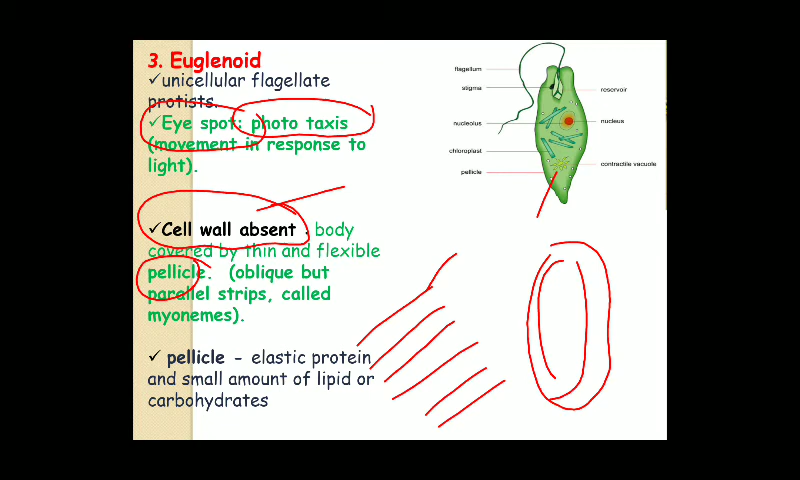 3. Euglenoid
✓unicellular flagellate
protists.
✓Eye spot: photo taxis
(movement in response to
light).
✓Cell wall absent . body
covered by thin and flexible
pellicle. (oblique but
parallel strips, called
myonemes).
✓ pellicle - elastic protein
and small amount of lipid or
carbohydrates
flagellum
stigma
nucleolus
chloroplast
pellicle
reservoir
nucleus
contractile vacuole